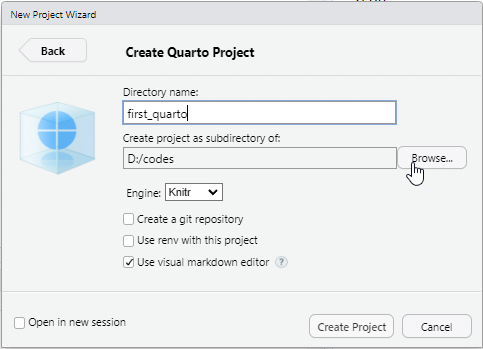 New Project Wizard
Back
Create Quarto Project
Directory name:
first_quarto
Create project as subdirectory of:
D:/codes
Browse...
Engine: Knitr
Create a git repository
Use renv with this project
Use visual markdown editor ?
Open in new session
Create Project
Cancel